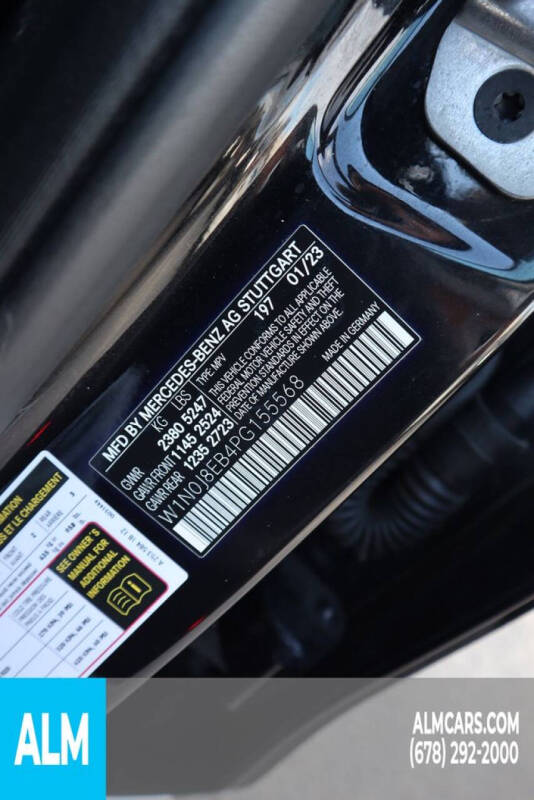 MFD BY MERCEDES-BENZ AG STUTTGART
KG LBS TYPE: MPV 197 01/23
GVWR 2380 5247
GAWR FRONT 1145 2524
GAWR REAR 1235 2723
THIS VEHICLE CONFORMS TO ALL APPLICABLE
FEDERAL MOTOR VEHICLE SAFETY AND THEFT
PREVENTION STANDARDS IN EFFECT ON THE
DATE OF MANUFACTURE SHOWN ABOVE.
W1N0J8EB4PG155568 MADE IN GERMANY
ET LE CHARGEMENT
SEE OWNER'S
MANUAL FOR
ADDITIONAL
INFORMATION
ALM
ALMCARS.COM
(678) 292-2000